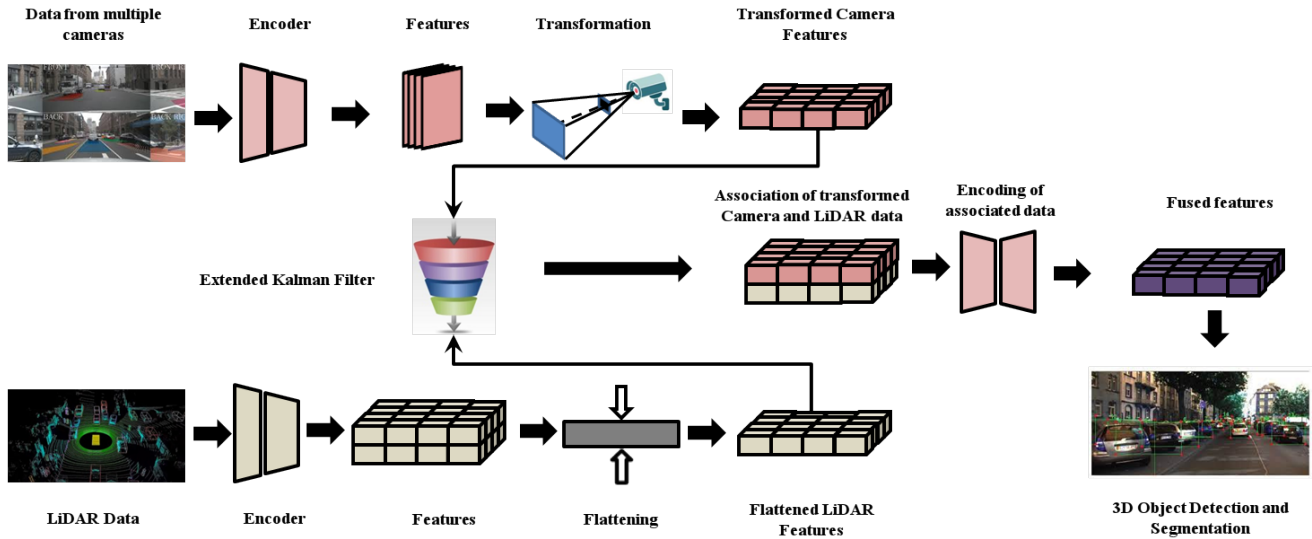 Data from multiple
cameras
Encoder
Features
Transformation
Transformed Camera
Features
BACK
Association of transformed
Camera and LiDAR data
Encoding of
associated data
Fused features
Extended Kalman Filter
LiDAR Data
Encoder
Features
Flattening
Flattened LiDAR
Features
3D Object Detection and
Segmentation